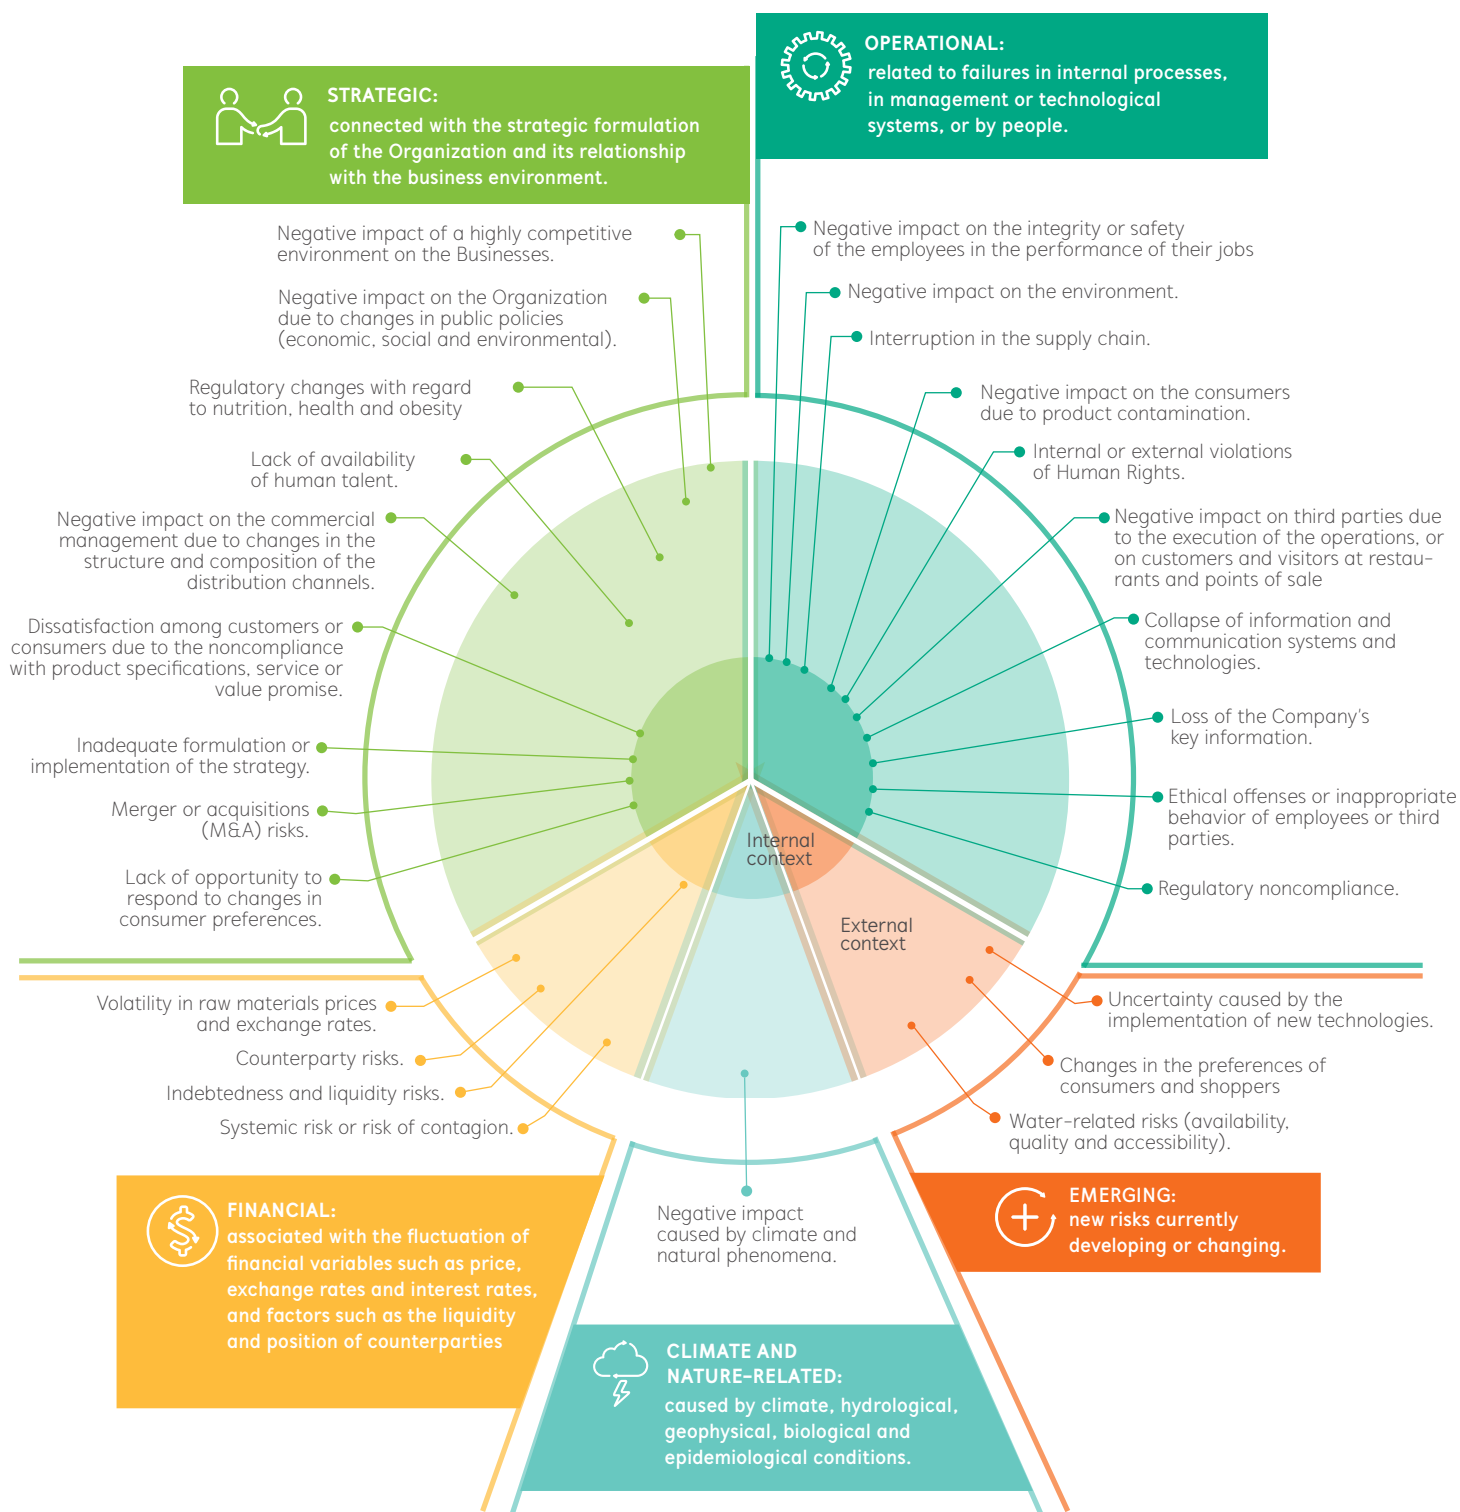 STRATEGIC:
connected with the strategic formulation
of the Organization and its relationship
with the business environment.
OPERATIONAL:
related to failures in internal processes,
in management or technological
systems, or by people.
Negative impact of a highly competitive
environment on the Businesses.
Negative impact on the Organization
due to changes in public policies
(economic, social and environmental).
Regulatory changes with regard
to nutrition, health and obesity
Lack of availability
of human talent.
Negative impact on the commercial
management due to changes in the
structure and composition of the
distribution channels.
Dissatisfaction among customers or
consumers due to the noncompliance
with product specifications, service or
value promise.
Inadequate formulation or
implementation of the strategy.
Merger or acquisitions
(M&A) risks.
Lack of opportunity to
respond to changes in
consumer preferences.
Negative impact on the integrity or safety
of the employees in the performance of their jobs
Negative impact on the environment.
Interruption in the supply chain.
Negative impact on the consumers
due to product contamination.
Internal or external violations
of Human Rights.
Negative impact on third parties due
to the execution of the operations, or
on customers and visitors at restau-
rants and points of sale
Collapse of information and
communication systems and
technologies.
Loss of the Company's
key information.
Ethical offenses or inappropriate
behavior of employees or third
parties.
Regulatory noncompliance.
Internal
context
External
context
Volatility in raw materials prices
and exchange rates.
Counterparty risks.
Indebtedness and liquidity risks.
Systemic risk or risk of contagion.
Uncertainty caused by the
implementation of new technologies.
Changes in the preferences of
consumers and shoppers
Water-related risks (availability,
quality and accessibility).
Negative impact
caused by climate and
natural phenomena.
FINANCIAL:
associated with the fluctuation of
financial variables such as price,
exchange rates and interest rates,
and factors such as the liquidity
and position of counterparties
CLIMATE AND
NATURE-RELATED:
caused by climate, hydrological,
geophysical, biological and
epidemiological conditions.
EMERGING:
new risks currently
developing or changing.